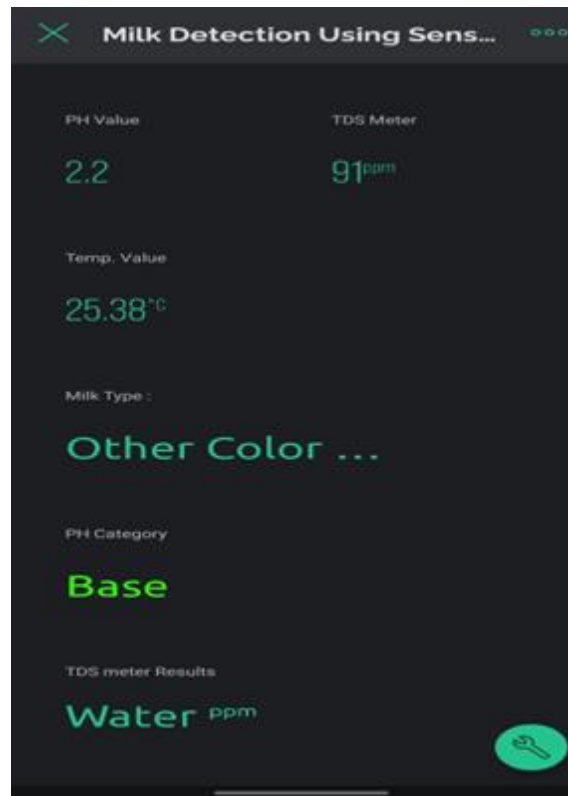 Milk Detection Using Sens...
PH Value TDS Meter
2.2 91ppm
Temp. Value
25.38°C
Milk Type :
Other Color ...
PH Category
Base
TDS meter Results
Water ppm